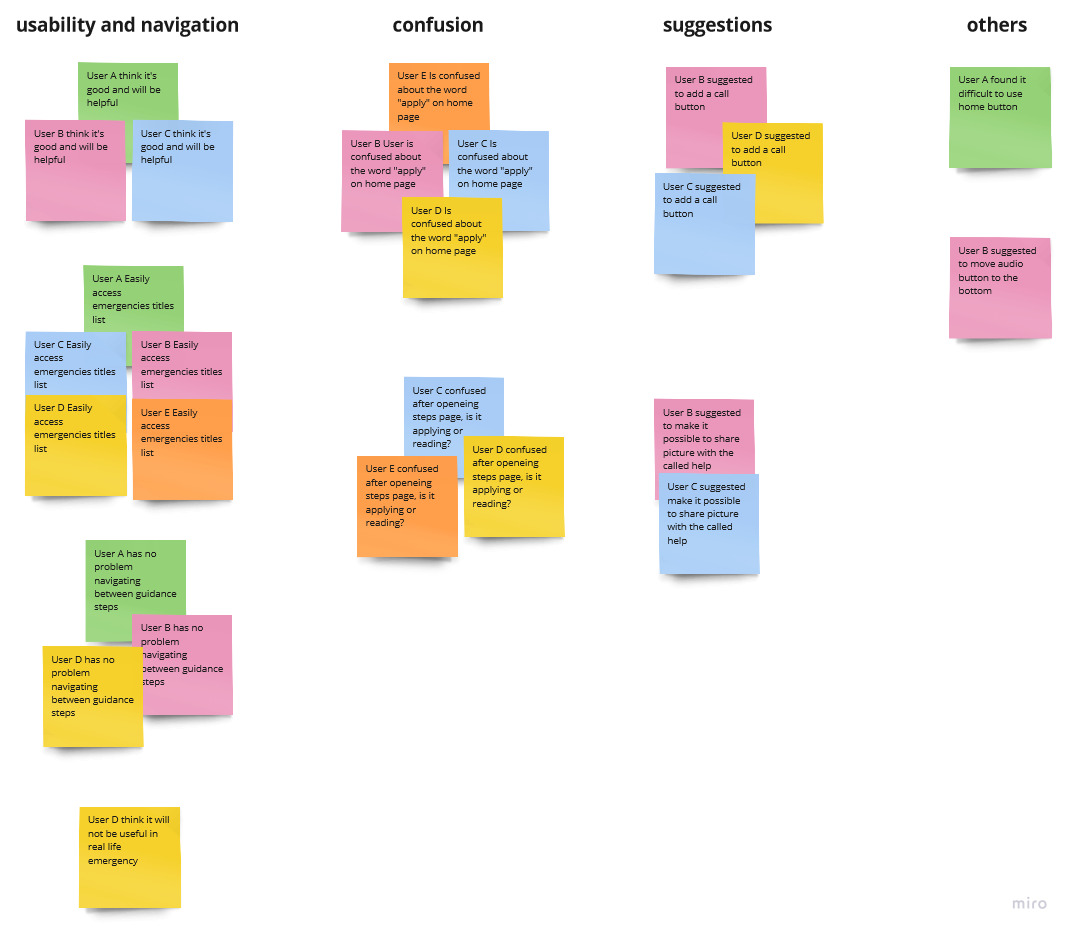 usability and navigation
User A think it's
good and will be
helpful
User B think it's
good and will be
helpful
User C think it's
good and will be
helpful
User A Easily
access
emergencies titles
list
User C Easily
access
emergencies titles
list
User B Easily
access
emergencies titles
list
User D Easily
access
emergencies titles
list
User E Easily
access
emergencies titles
list
User A has no
problem
navigating
between guidance
steps
User B has no
problem
navigating
between guidance
steps
User D has no
problem
navigating
between guidance
steps
User D think it will
not be useful in
real life
emergency
confusion
User E Is confused
about the word
"apply" on home
page
User B User is
confused about
the word "apply"
on home page
User C Is
confused about
the word "apply"
on home page
User D Is
confused about
the word "apply"
on home page
User C confused
after openeing
steps page, is it
applying or
reading?
User D confused
after openeing
steps page, is it
applying or
reading?
User E confused
after openeing
steps page, is it
applying or
reading?
suggestions
User B suggested
to add a call
button
User D suggested
to add a call
button
User C suggested
to add a call
button
User B suggested
to make it
possible to share
picture with the
called help
User C suggested
make it possible
to share picture
with the called
help
others
User A found it
difficult to use
home button
User B suggested
to move audio
button to the
bottom
miro